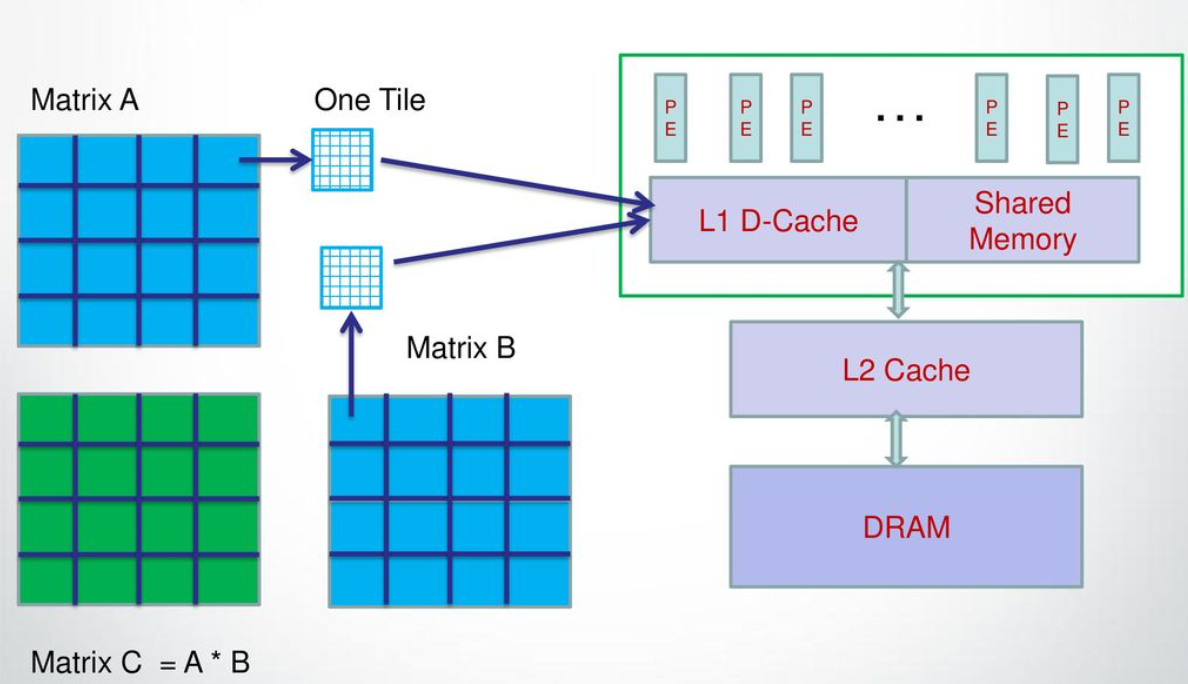 Matrix A
One Tile
P
E
P
E
P
E
...
P
E
P
E
P
E
L1 D-Cache
Shared
Memory
Matrix B
L2 Cache
DRAM
Matrix C = A * B